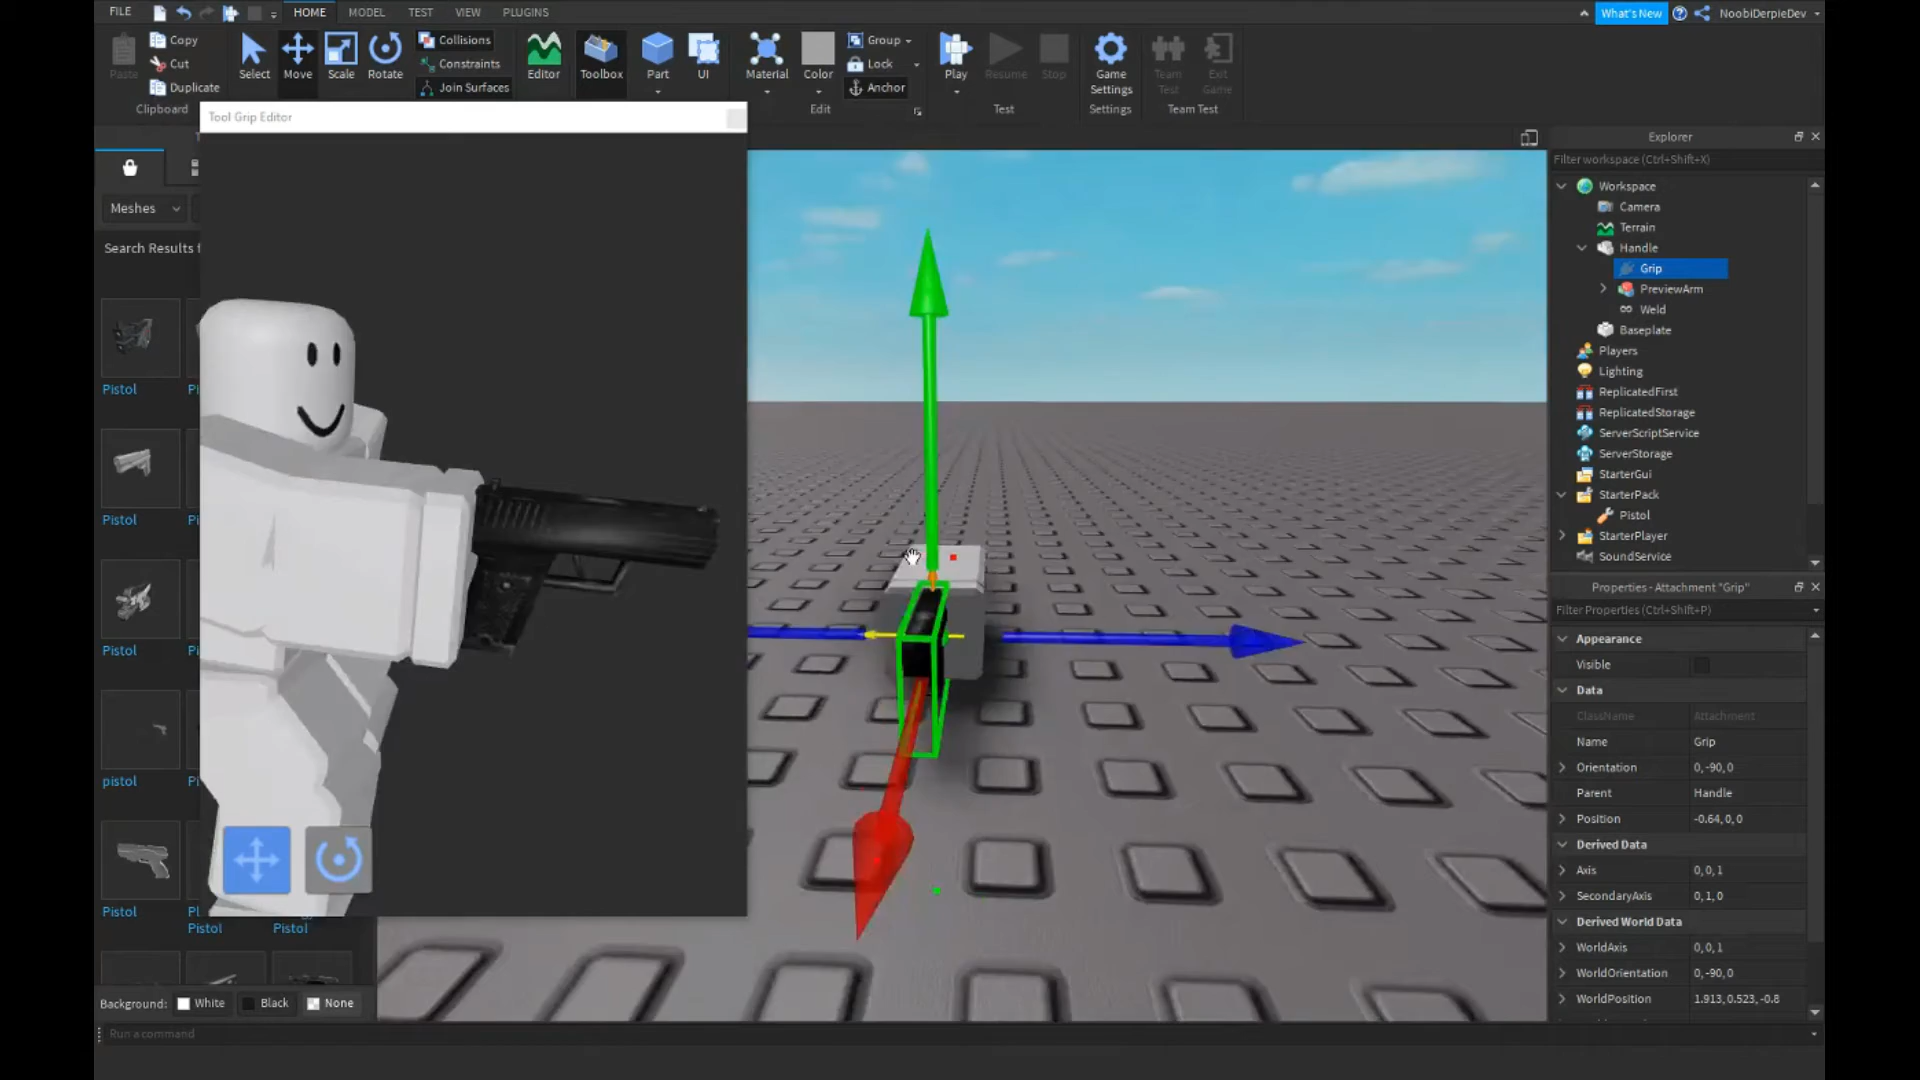 FILE HOME MODEL TEST VIEW PLUGINS What's New NoobiDerpieDev
Copy
Cut
Duplicate
Paste
Clipboard
Select Move Scale Rotate
Collisions
Constraints
Join Surfaces
Editor Toolbox Part UI
Material Color
Group
Lock
Anchor
Edit
Play Resume Stop
Test
Game
Settings
Settings
Team
Test
Exit
Game
Team Test
Tool Grip Editor
Meshes
Search Results f
Pistol
Pistol
Pistol
pistol
Pistol
Pistol Pistol
Background: White Black None
Run a command
Explorer
Filter workspace (Ctrl+Shift+X)
Workspace
Camera
Terrain
Handle
Grip
PreviewArm
Weld
Baseplate
Players
Lighting
ReplicatedFirst
ReplicatedStorage
ServerScriptService
ServerStorage
StarterGui
StarterPack
Pistol
StarterPlayer
SoundService
Properties - Attachment "Grip"
Filter Properties (Ctrl+Shift+P)
Appearance
Visible
Data
ClassName Attachment
Name Grip
Orientation 0,-90,0
Parent Handle
Position -0.64,0,0
Derived Data
Axis 0,0,1
SecondaryAxis 0,1,0
Derived World Data
WorldAxis 0,0,1
WorldOrientation 0,-90,0
WorldPosition 1.913,0.523,-0.8